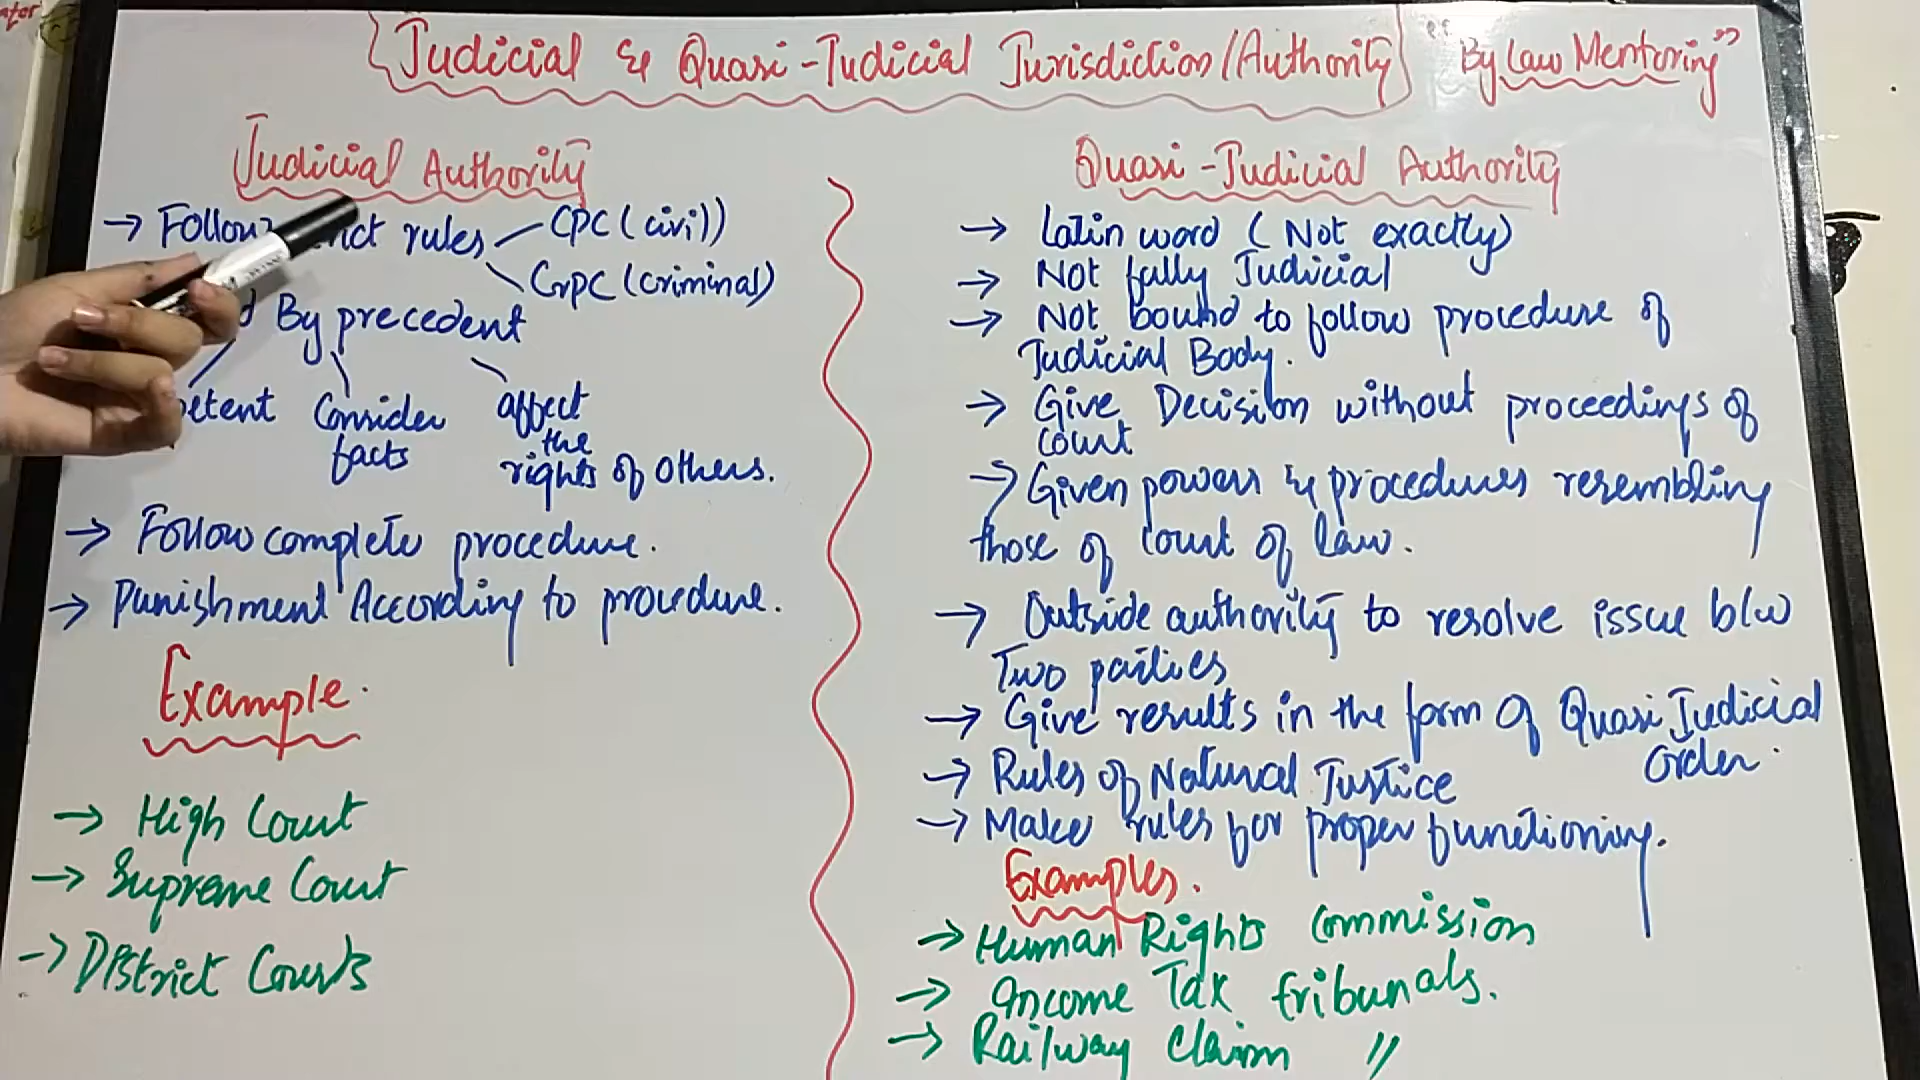 Judicial & Quasi-Judicial Jurisdiction/Authority
"By Law Mentoring"
Judicial Authority
→ Follow rules
CPC (civil)
CrPC (criminal)
By precedent
Consider facts
affect the rights of others.
→ Follow complete procedure.
→ Punishment According to procedure.
Example.
→ High Court
→ Supreme Court
→ District Courts
Quasi-Judicial Authority
→ Latin word (Not exactly)
→ Not fully Judicial
→ Not bound to follow procedure of
Judicial Body.
→ Give Decision without proceedings of
court
→ Given powers & procedures resembling
those of court of law.
→ Outside authority to resolve issue b/w
Two parties
→ Give results in the form of Quasi Judicial
order.
→ Rules of Natural Justice
→ Make rules for proper functioning.
Examples.
→ Human Rights Commission
→ Income Tax tribunals.
→ Railway Claim "